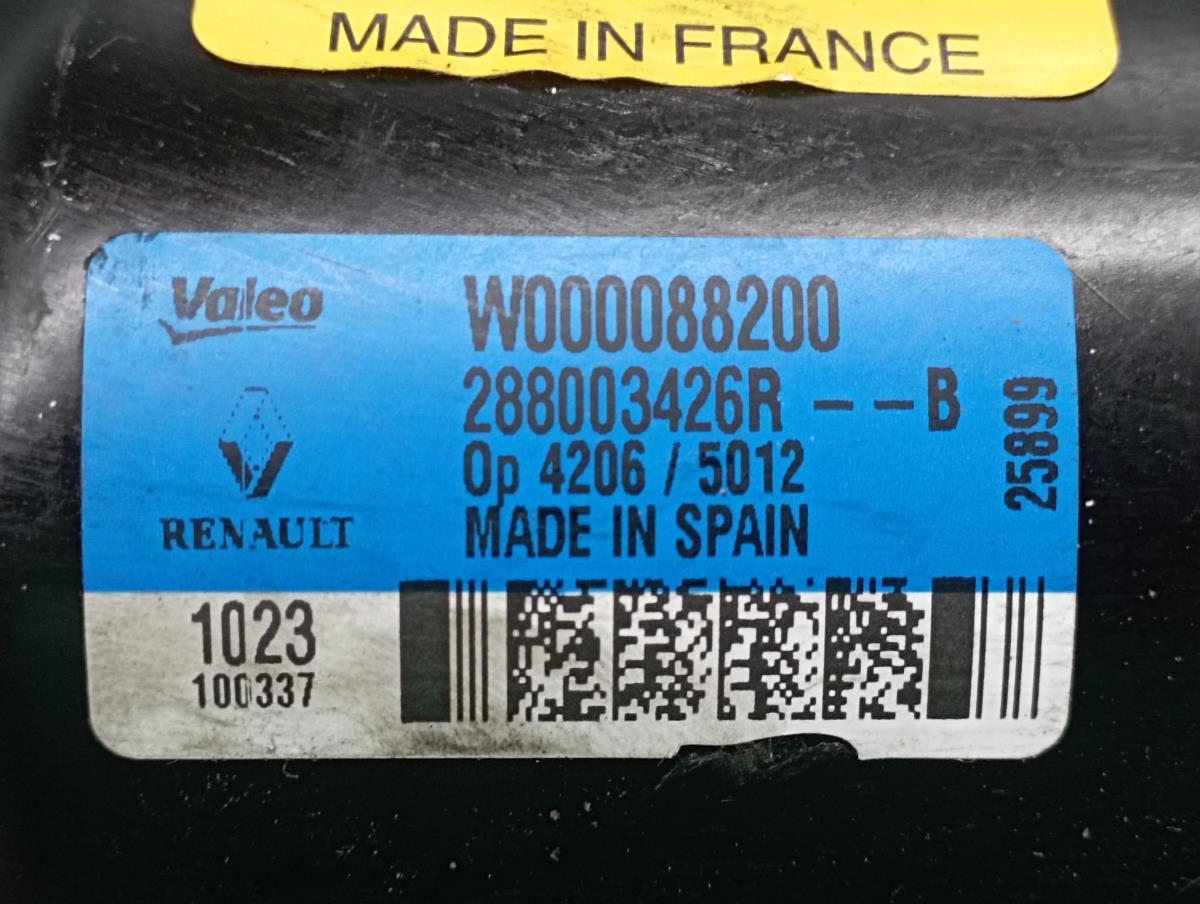 MADE IN FRANCE
Valeo
W000088200
288003426R -- B
Op 4206 / 5012
MADE IN SPAIN
25899
RENAULT
1023
100337